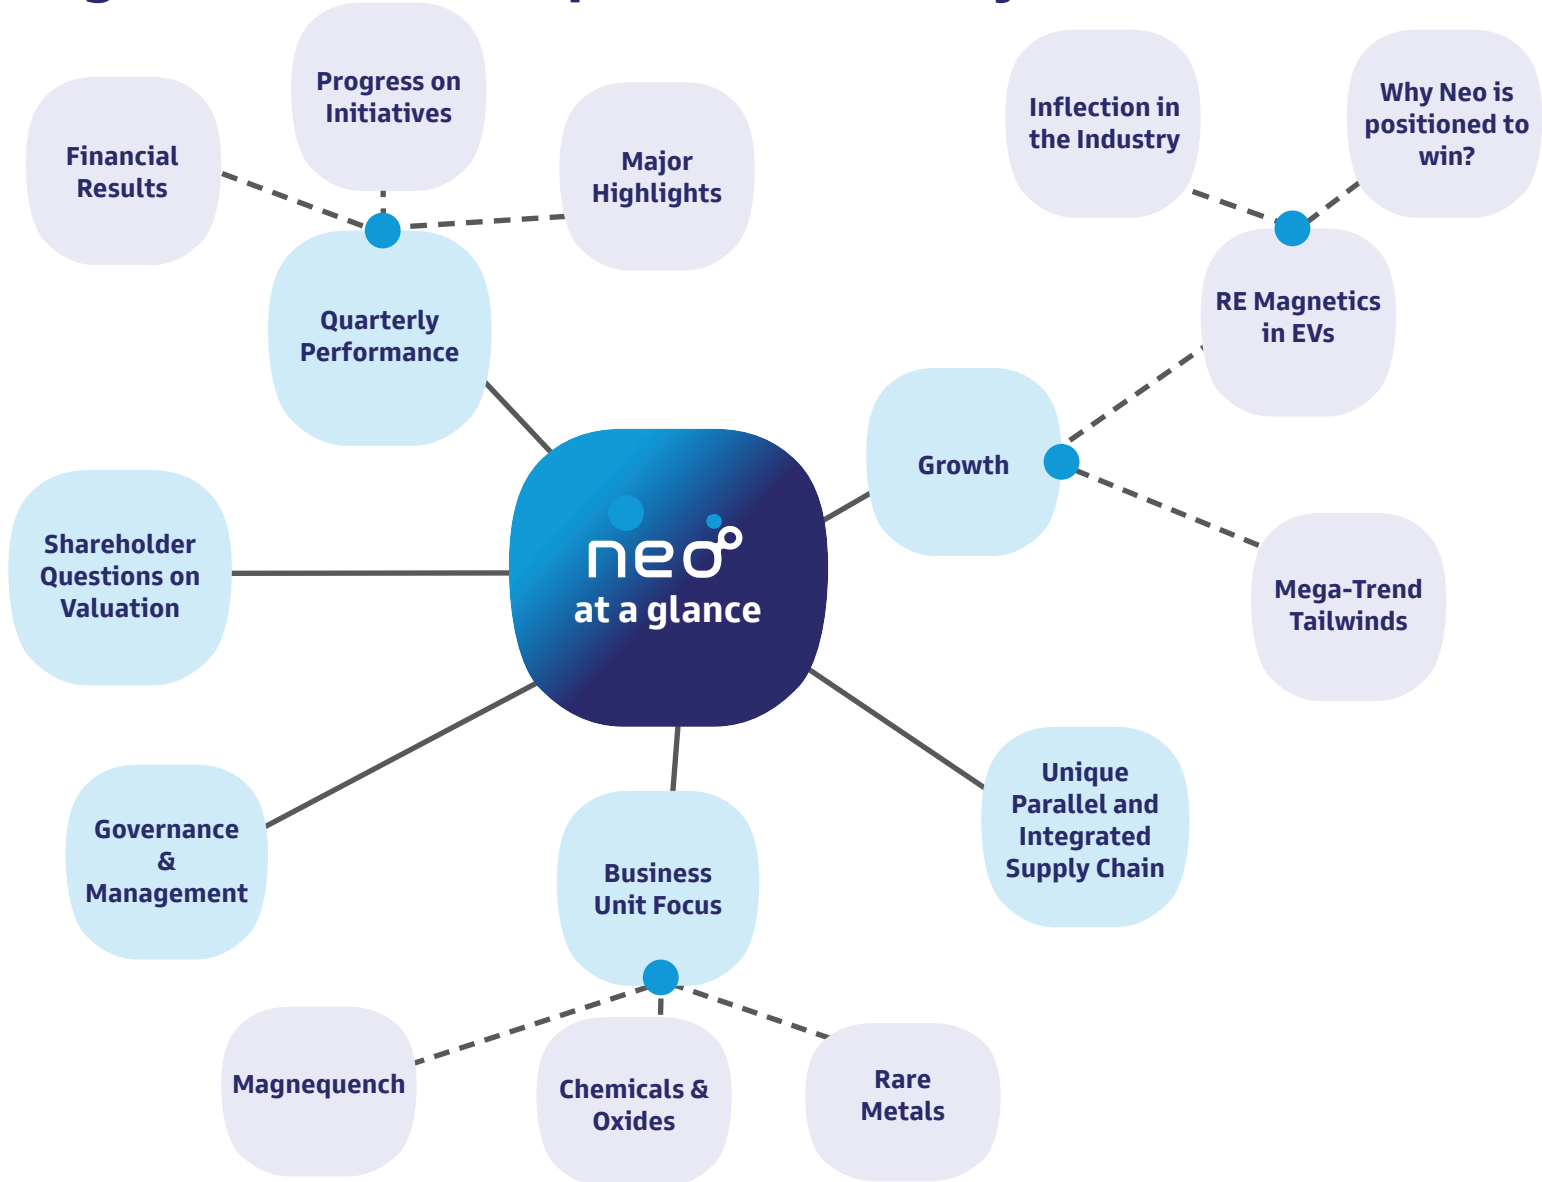 Progress on
Initiatives
Financial
Results
Major
Highlights
Quarterly
Performance
Inflection in
the Industry
Why Neo is
positioned to
win?
RE Magnetics
in EVs
Growth
Mega-Trend
Tailwinds
neo
at a glance
Shareholder
Questions on
Valuation
Governance
&
Management
Business
Unit Focus
Unique
Parallel and
Integrated
Supply Chain
Magnequench
Chemicals &
Oxides
Rare
Metals